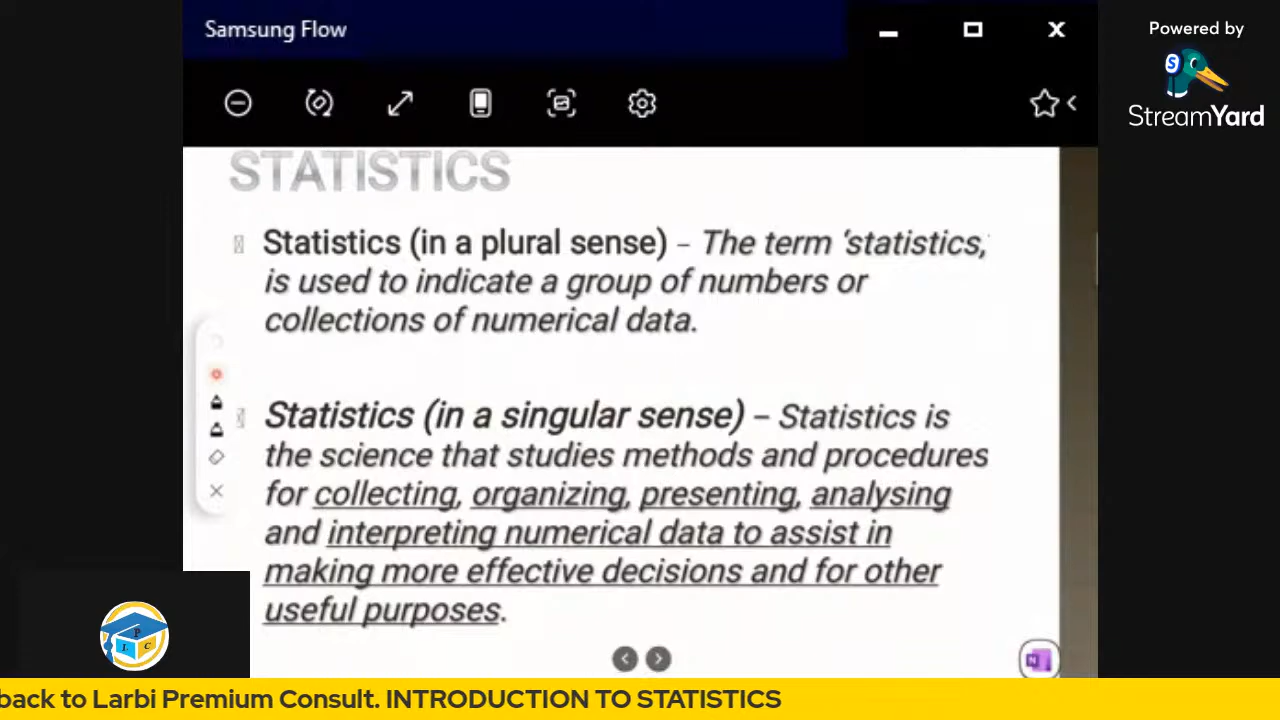 Samsung Flow
Powered by
StreamYard
STATISTICS
Statistics (in a plural sense) – The term ‘statistics,’
is used to indicate a group of numbers or
collections of numerical data.
Statistics (in a singular sense) – Statistics is
the science that studies methods and procedures
for collecting, organizing, presenting, analysing
and interpreting numerical data to assist in
making more effective decisions and for other
useful purposes.
back to Larbi Premium Consult. INTRODUCTION TO STATISTICS